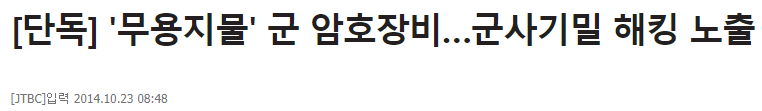 [단독] '무용지물' 군 암호장비…군사기밀 해킹 노출
[JTBC]입력 2014.10.23 08:48